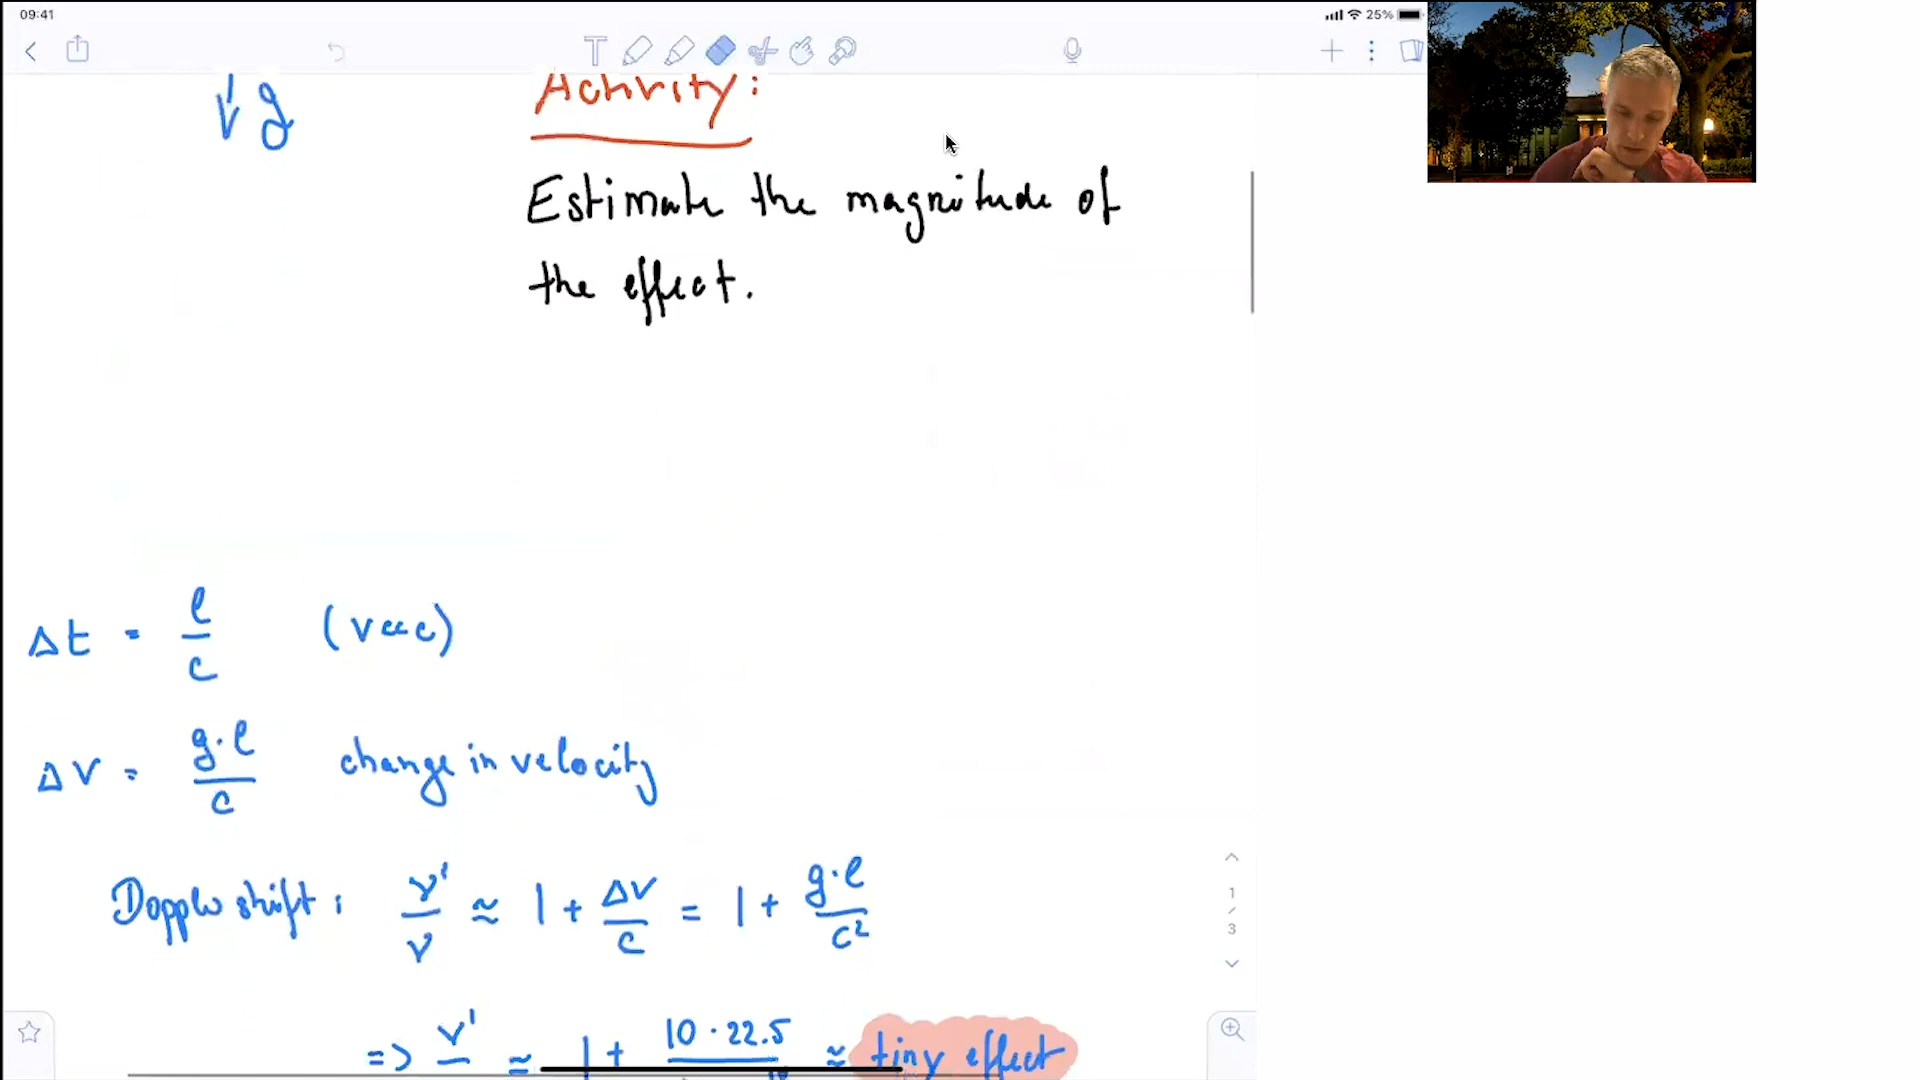 09:41
25%
T
g
Activity:
Estimate the magnitude of
the effect.
Δt = l/c (v<<c)
Δv = g·l/c change in velocity
Doppler shift: ν'/ν ≈ 1 + Δv/c = 1 + g·l/c²
1
/
3
=> ν' ≈ 1 + 10·22.5 ≈ tiny effect